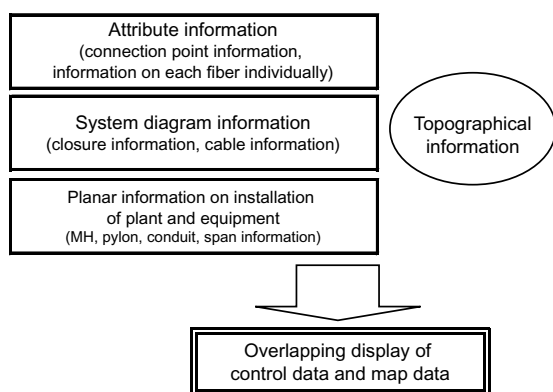 Attribute information
(connection point information,
information on each fiber individually)
System diagram information
(closure information, cable information)
Topographical
information
Planar information on installation
of plant and equipment
(MH, pylon, conduit, span information)
Overlapping display of
control data and map data